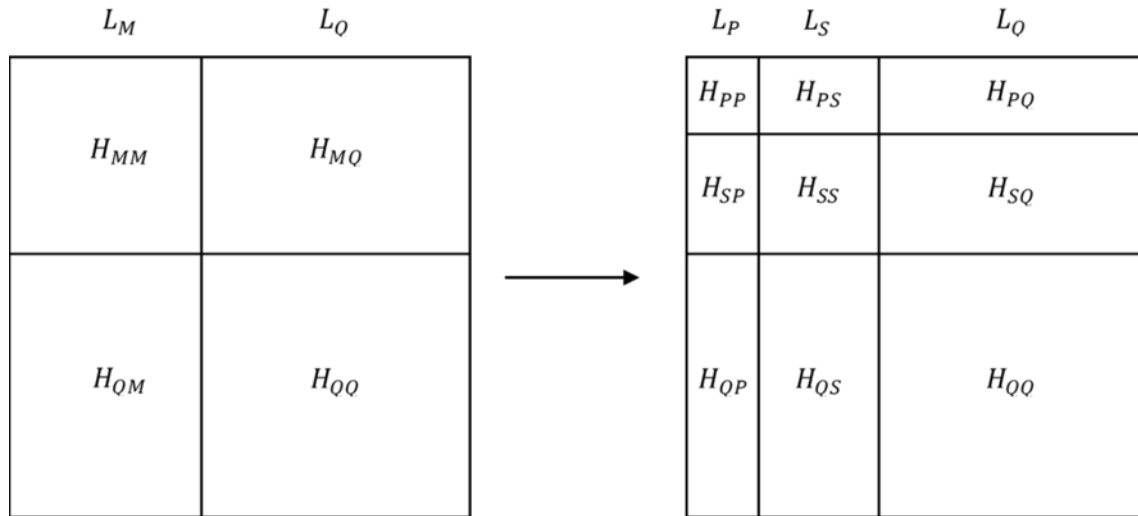 L_M L_Q L_P L_S L_Q
H_PP H_PS H_PQ
H_MM H_MQ
H_SP H_SS H_SQ
H_QM H_QQ H_QP H_QS H_QQ